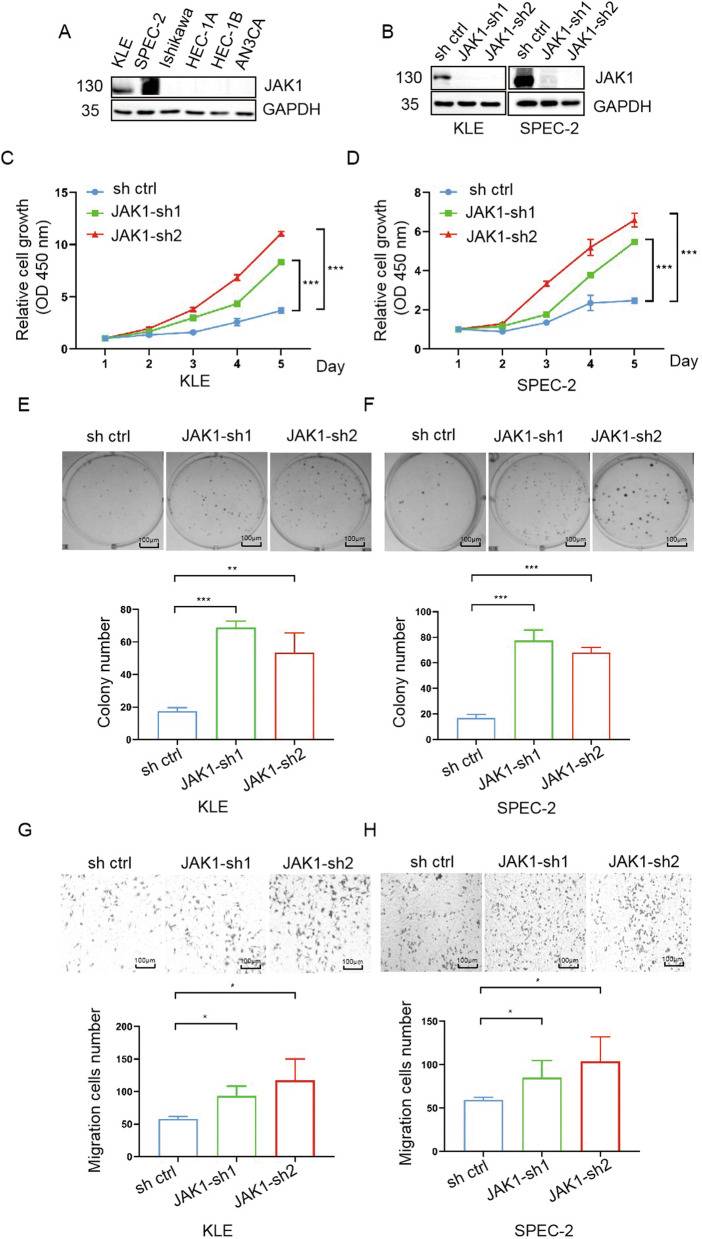 A
KLE
SPEC-2
Ishikawa
HEC-1A
HEC-1B
AN3CA
130
JAK1
35
GAPDH
B
sh ctrl
JAK1-sh1
JAK1-sh2
sh ctrl
JAK1-sh1
JAK1-sh2
130
JAK1
35
GAPDH
KLE
SPEC-2
C
sh ctrl
JAK1-sh1
JAK1-sh2
Relative cell growth
(OD 450 nm)
15
10
5
0
***
***
1 2 3 4 5 Day
KLE
D
sh ctrl
JAK1-sh1
JAK1-sh2
Relative cell growth
(OD 450 nm)
8
6
4
2
0
***
***
1 2 3 4 5 Day
SPEC-2
E
sh ctrl JAK1-sh1 JAK1-sh2
100μm 100μm 100μm
**
***
Colony number
80
60
40
20
0
sh ctrl
JAK1-sh1
JAK1-sh2
KLE
F
sh ctrl JAK1-sh1 JAK1-sh2
100μm 100μm 100μm
***
***
Colony number
100
80
60
40
20
0
sh ctrl
JAK1-sh1
JAK1-sh2
SPEC-2
G
sh ctrl JAK1-sh1 JAK1-sh2
100μm 100μm 100μm
*
*
Migration cells number
200
150
100
50
0
sh ctrl
JAK1-sh1
JAK1-sh2
KLE
H
sh ctrl JAK1-sh1 JAK1-sh2
100μm 100μm 100μm
*
*
Migration cells number
150
100
50
0
sh ctrl
JAK1-sh1
JAK1-sh2
SPEC-2